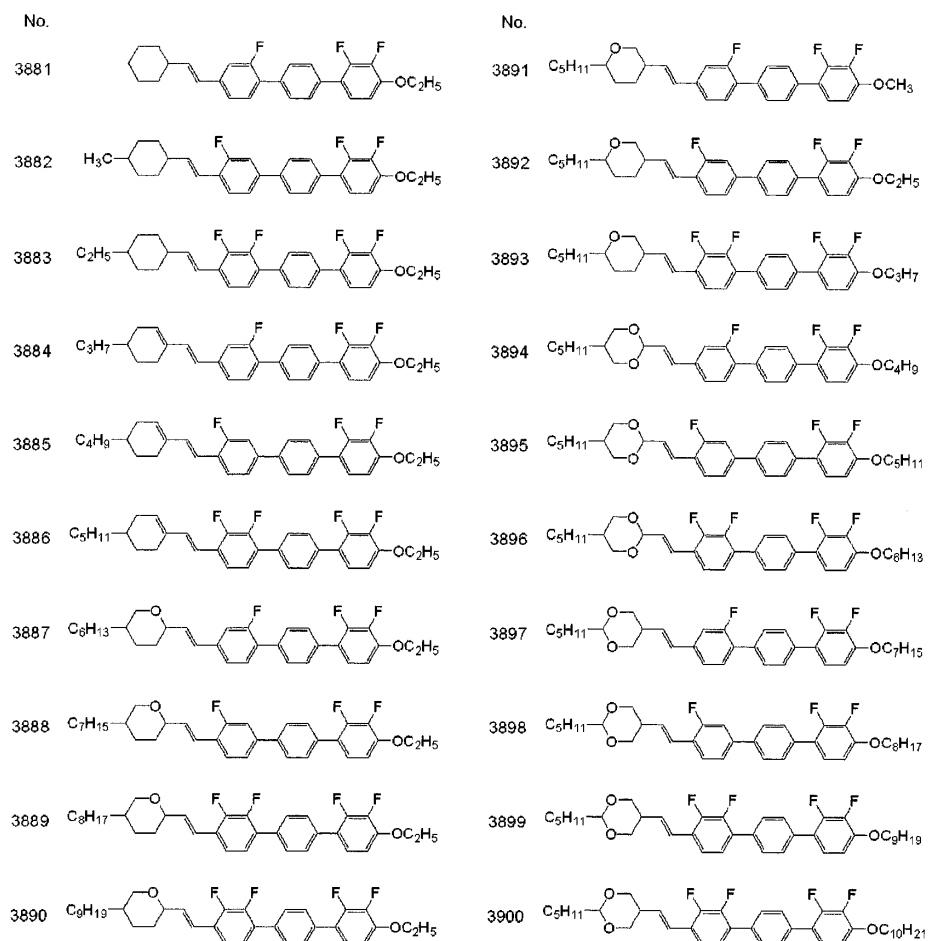 No.
F F F
3881
OC2H5
F F F
3882 H3C
OC2H5
F F F F
3883 C2H5
OC2H5
F F F
3884 C3H7
OC2H5
F F F
3885 C4H9
OC2H5
F F F F
3886 C5H11
OC2H5
O F F F
3887 C6H13
OC2H5
O F F F
3888 C7H15
OC2H5
O F F F F
3889 C8H17
OC2H5
O F F F F
3890 C9H19
OC2H5
No.
O F F F
3891 C5H11
OCH3
O F F F
3892 C5H11
OC2H5
O F F F F
3893 C5H11
OC3H7
O F F F
3894 C5H11
O OC4H9
O F F F
3895 C5H11
O OC5H11
O F F F F
3896 C5H11
O OC6H13
O F F F
3897 C5H11
O OC7H15
O F F F
3898 C5H11
O OC8H17
O F F F F
3899 C5H11
O OC9H19
O F F F F
3900 C5H11
O OC10H21